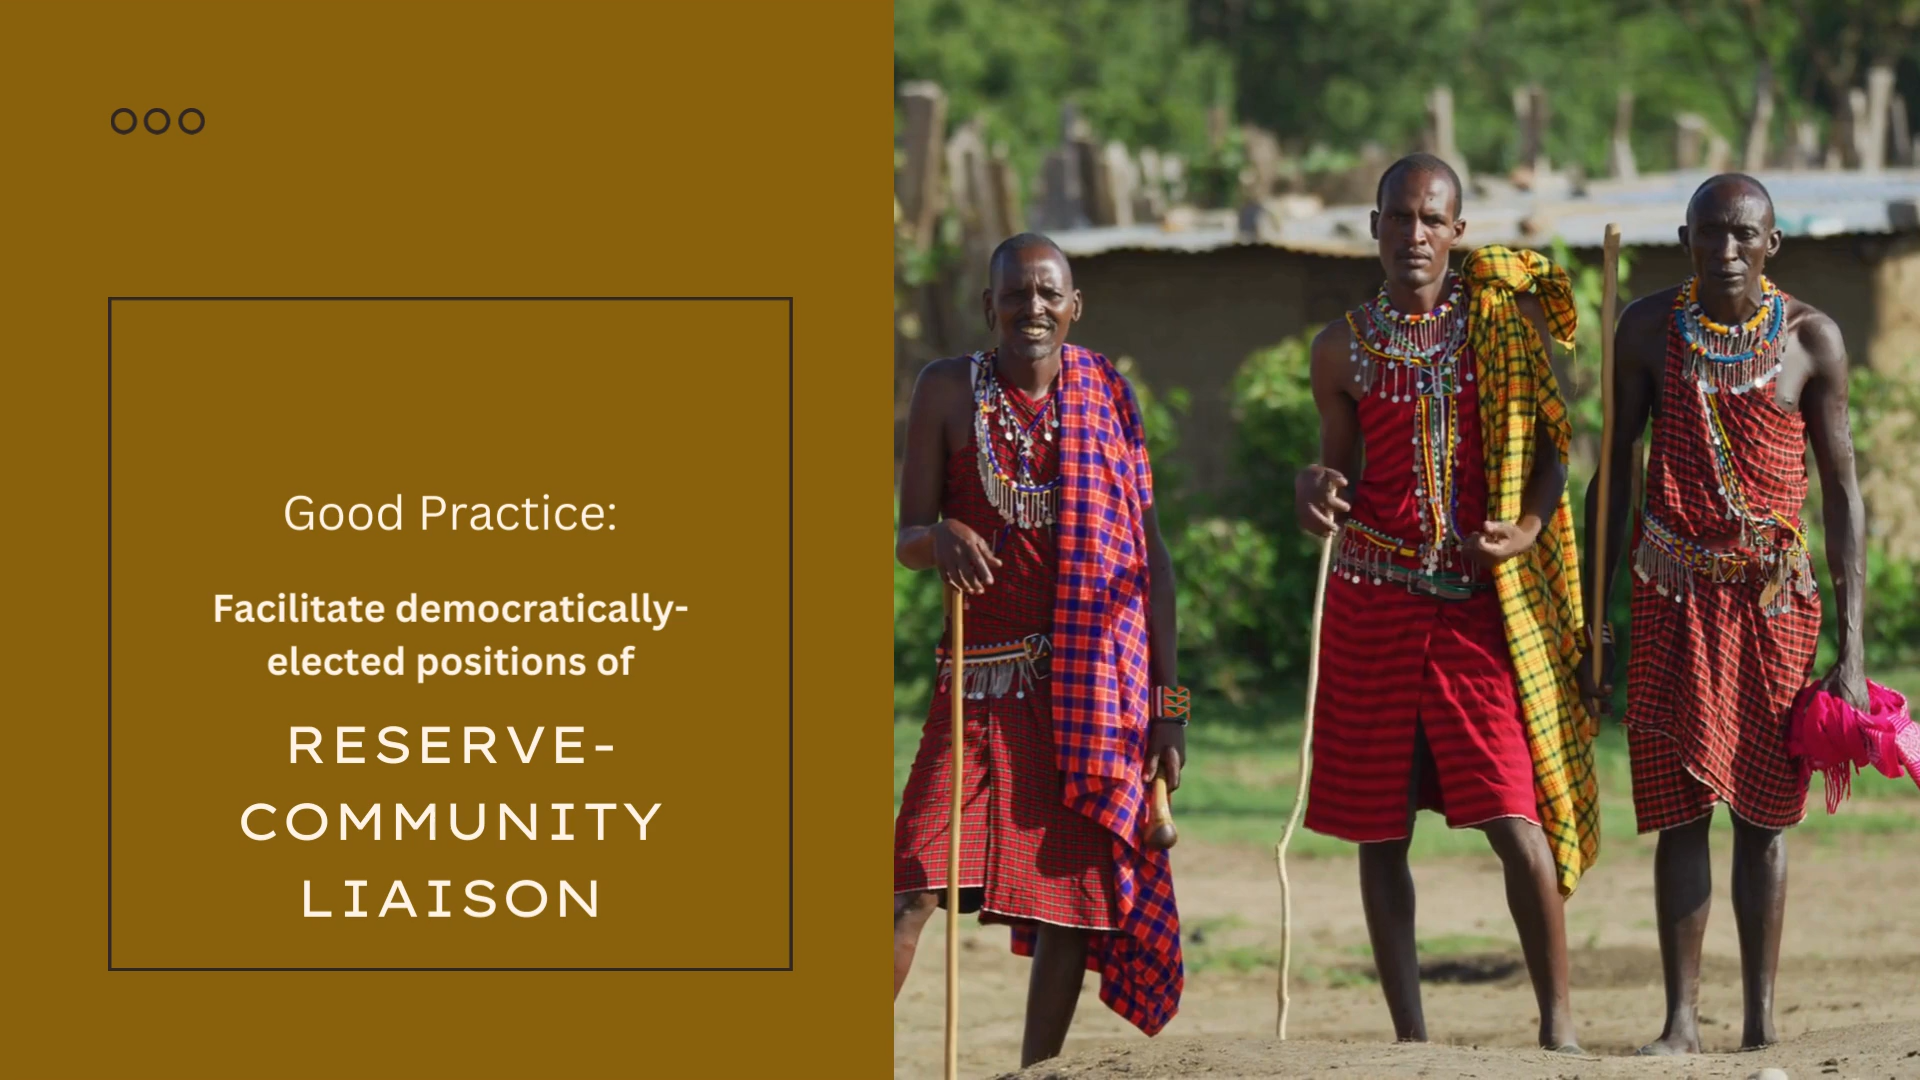 Good Practice:
Facilitate democratically-
elected positions of
RESERVE-
COMMUNITY
LIAISON